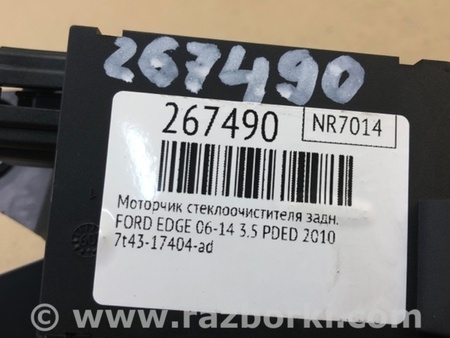 267490
267490 NR7014
Моторчик стеклоочистителя задн.
FORD EDGE 06-14 3.5 PDED 2010
7t43-17404-ad
www.razborki.com